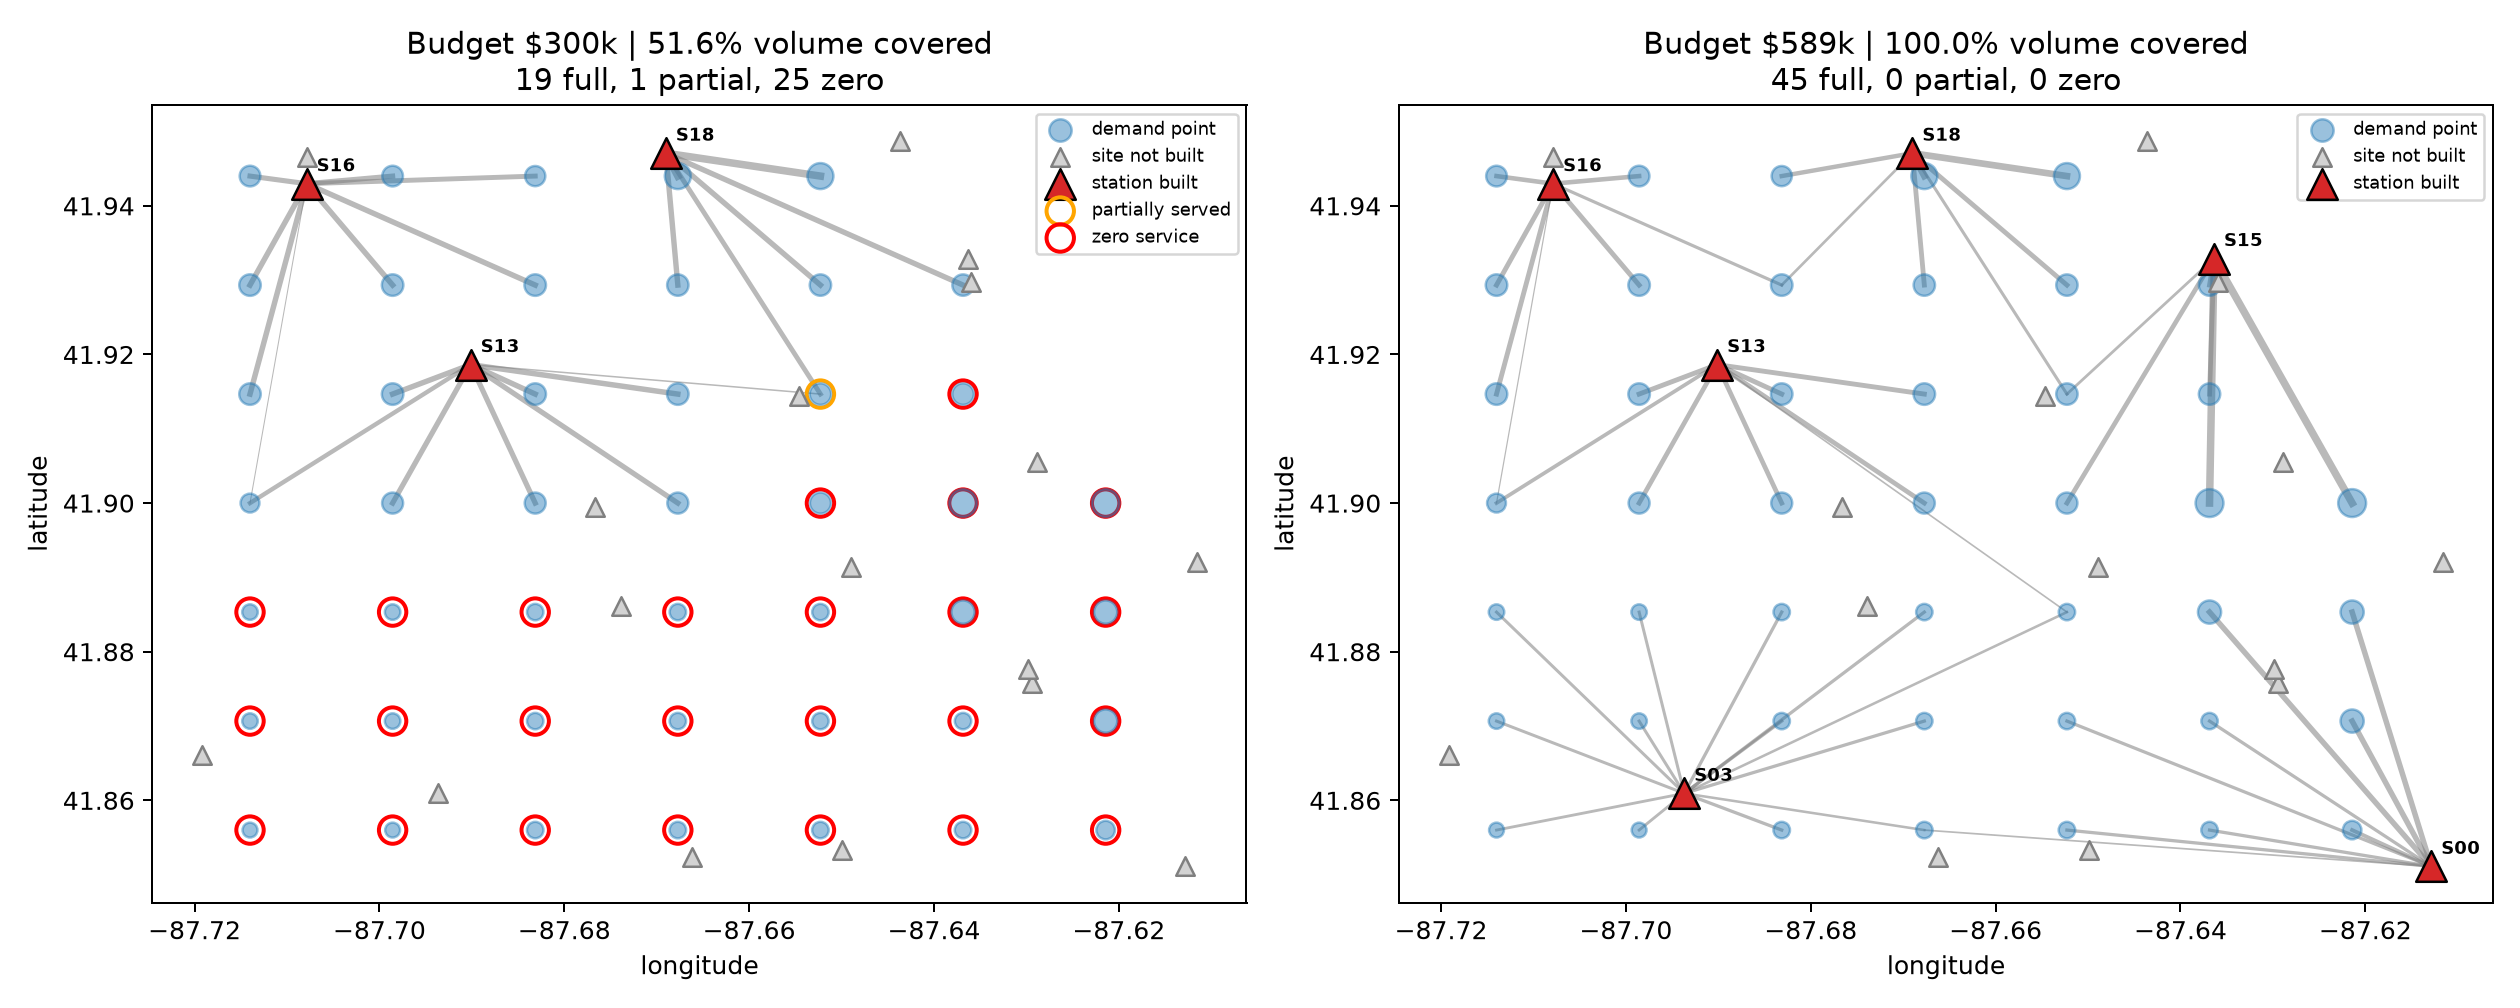 Budget $300k | 51.6% volume covered
19 full, 1 partial, 25 zero
S16
S18
S13
demand point
site not built
station built
partially served
zero service
41.94
41.92
41.90
41.88
41.86
latitude
−87.72
−87.70
−87.68
−87.66
−87.64
−87.62
longitude
Budget $589k | 100.0% volume covered
45 full, 0 partial, 0 zero
S16
S18
S15
S13
S03
S00
demand point
site not built
station built
41.94
41.92
41.90
41.88
41.86
latitude
−87.72
−87.70
−87.68
−87.66
−87.64
−87.62
longitude